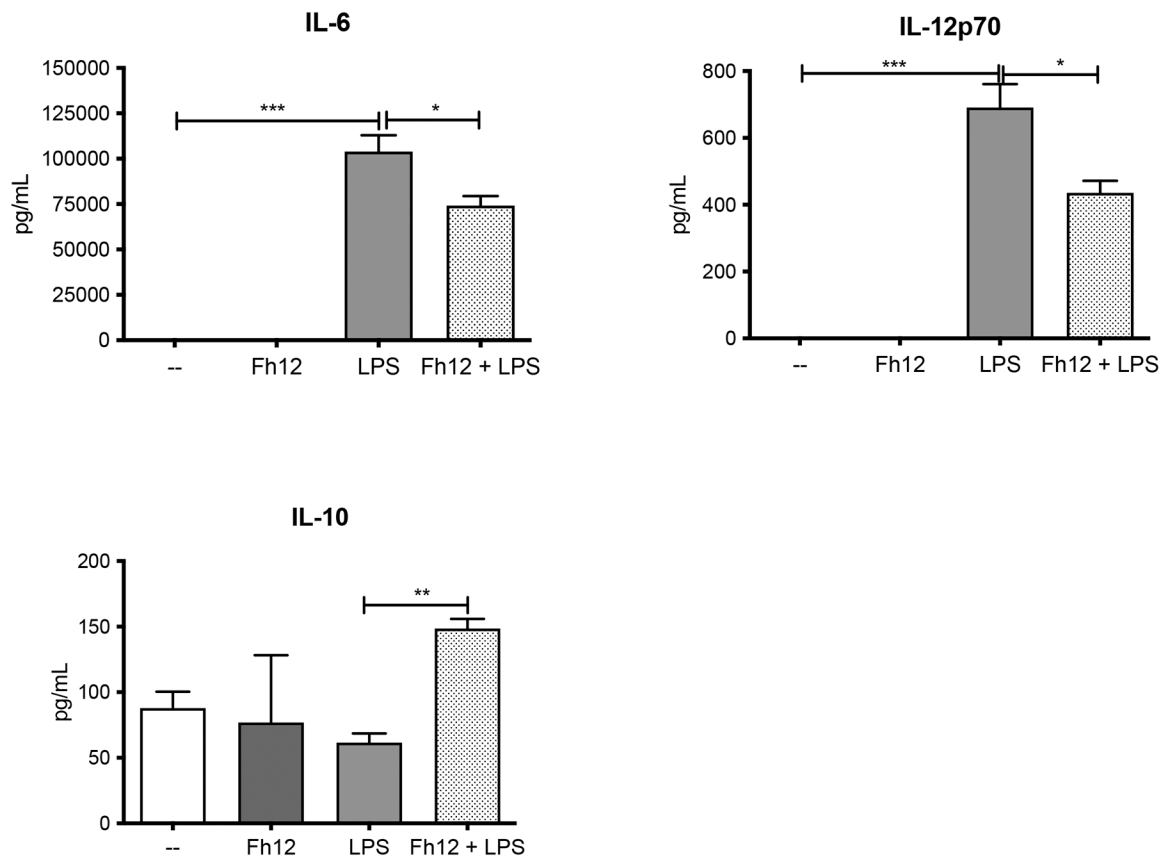 IL-6
150000
125000
100000
75000
50000
25000
0
pg/mL
***
*
--
Fh12
LPS
Fh12 + LPS
IL-12p70
800
600
400
200
0
pg/mL
***
*
--
Fh12
LPS
Fh12 + LPS
IL-10
200
150
100
50
0
pg/mL
**
--
Fh12
LPS
Fh12 + LPS